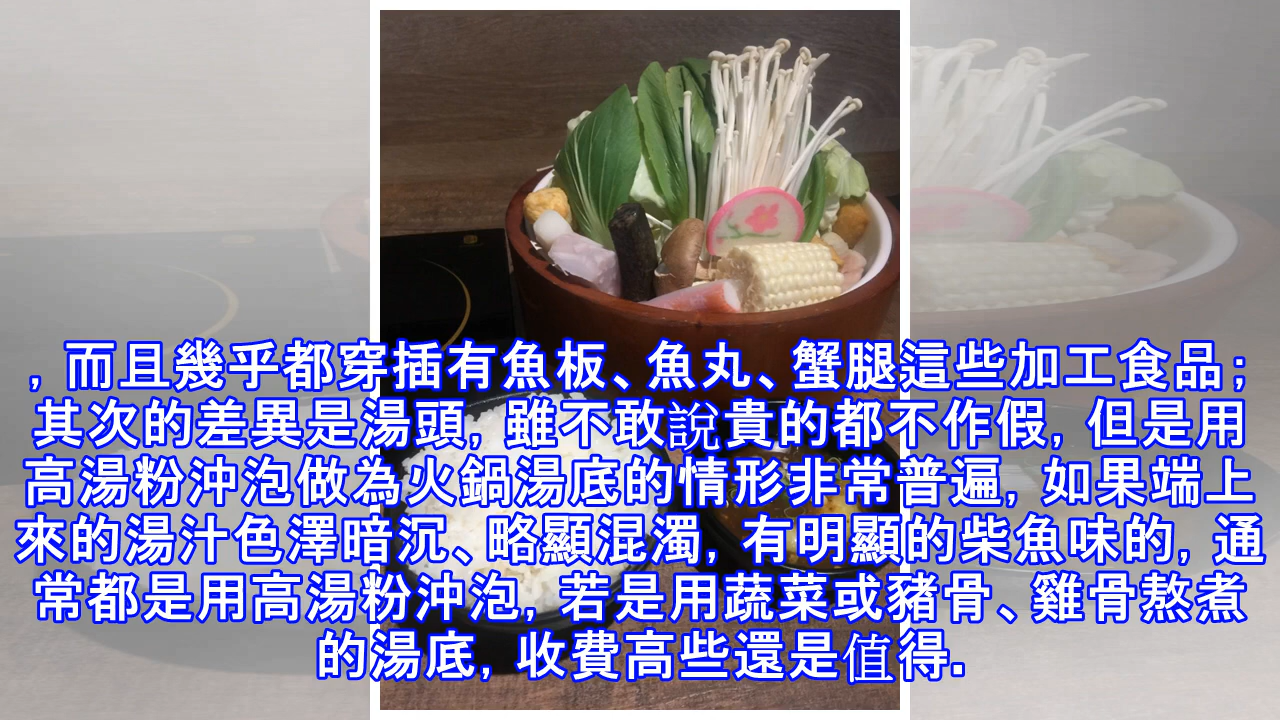 , 而且幾乎都穿插有魚板、魚丸、蟹腿這些加工食品;
其次的差異是湯頭, 雖不敢說貴的都不作假, 但是用
高湯粉沖泡做為火鍋湯底的情形非常普遍, 如果端上
來的湯汁色澤暗沉、略顯混濁, 有明顯的柴魚味的, 通
常都是用高湯粉沖泡, 若是用蔬菜或豬骨、雞骨熬煮
的湯底, 收費高些還是值得.